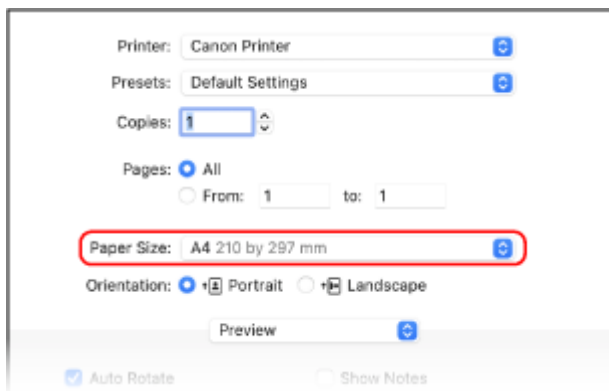 Printer: Canon Printer
Presets: Default Settings
Copies: 1
Pages: All
From: 1 to: 1
Paper Size: A4 210 by 297 mm
Orientation: Portrait Landscape
Preview
Auto Rotate Show Notes